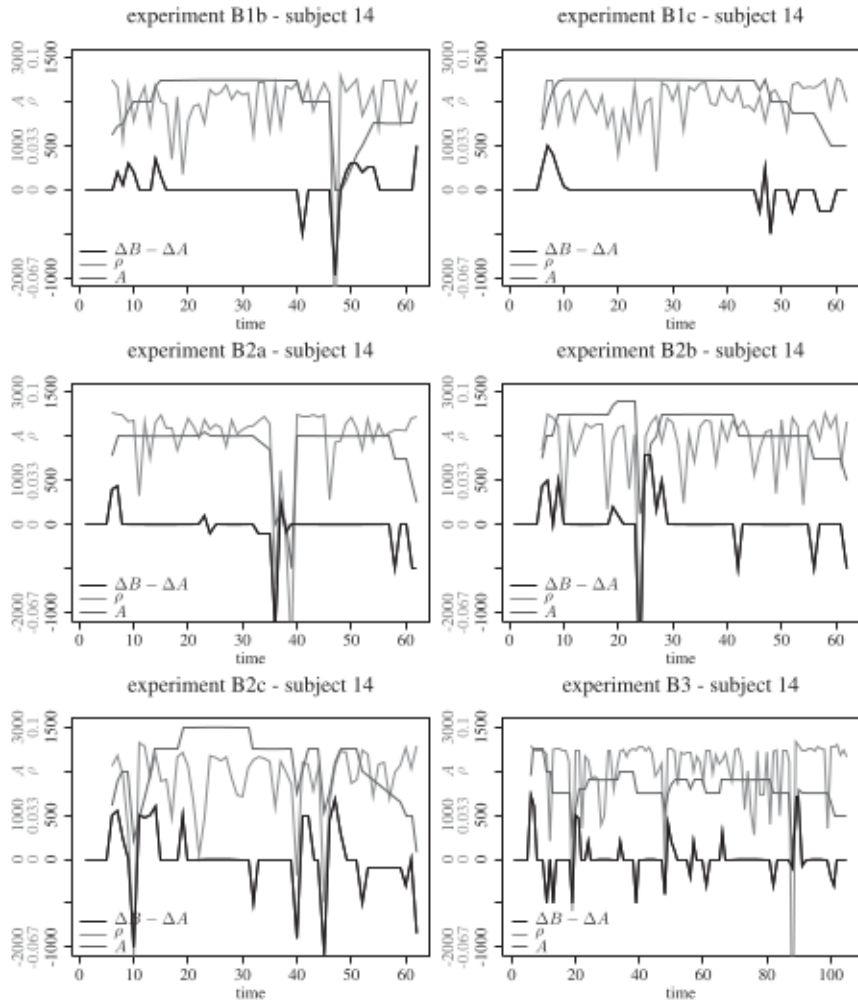 experiment B1b - subject 14
3000 0.1 1500
A ρ
1000 0.033 500
0 0 0
-2000 -0.067 -1000
ΔB − ΔA
ρ
A
0 10 20 30 40 50 60
time
experiment B1c - subject 14
3000 0.1 1500
A ρ
1000 0.033 500
0 0 0
-2000 -0.067 -1000
ΔB − ΔA
ρ
A
0 10 20 30 40 50 60
time
experiment B2a - subject 14
3000 0.1 1500
A ρ
1000 0.033 500
0 0 0
-2000 -0.067 -1000
ΔB − ΔA
ρ
A
0 10 20 30 40 50 60
time
experiment B2b - subject 14
3000 0.1 1500
A ρ
1000 0.033 500
0 0 0
-2000 -0.067 -1000
ΔB − ΔA
ρ
A
0 10 20 30 40 50 60
time
experiment B2c - subject 14
3000 0.1 1500
A ρ
1000 0.033 500
0 0 0
-2000 -0.067 -1000
ΔB − ΔA
ρ
A
0 10 20 30 40 50 60
time
experiment B3 - subject 14
3000 0.1 1500
A ρ
1000 0.033 500
0 0 0
-2000 -0.067 -1000
ΔB − ΔA
ρ
A
0 20 40 60 80 100
time